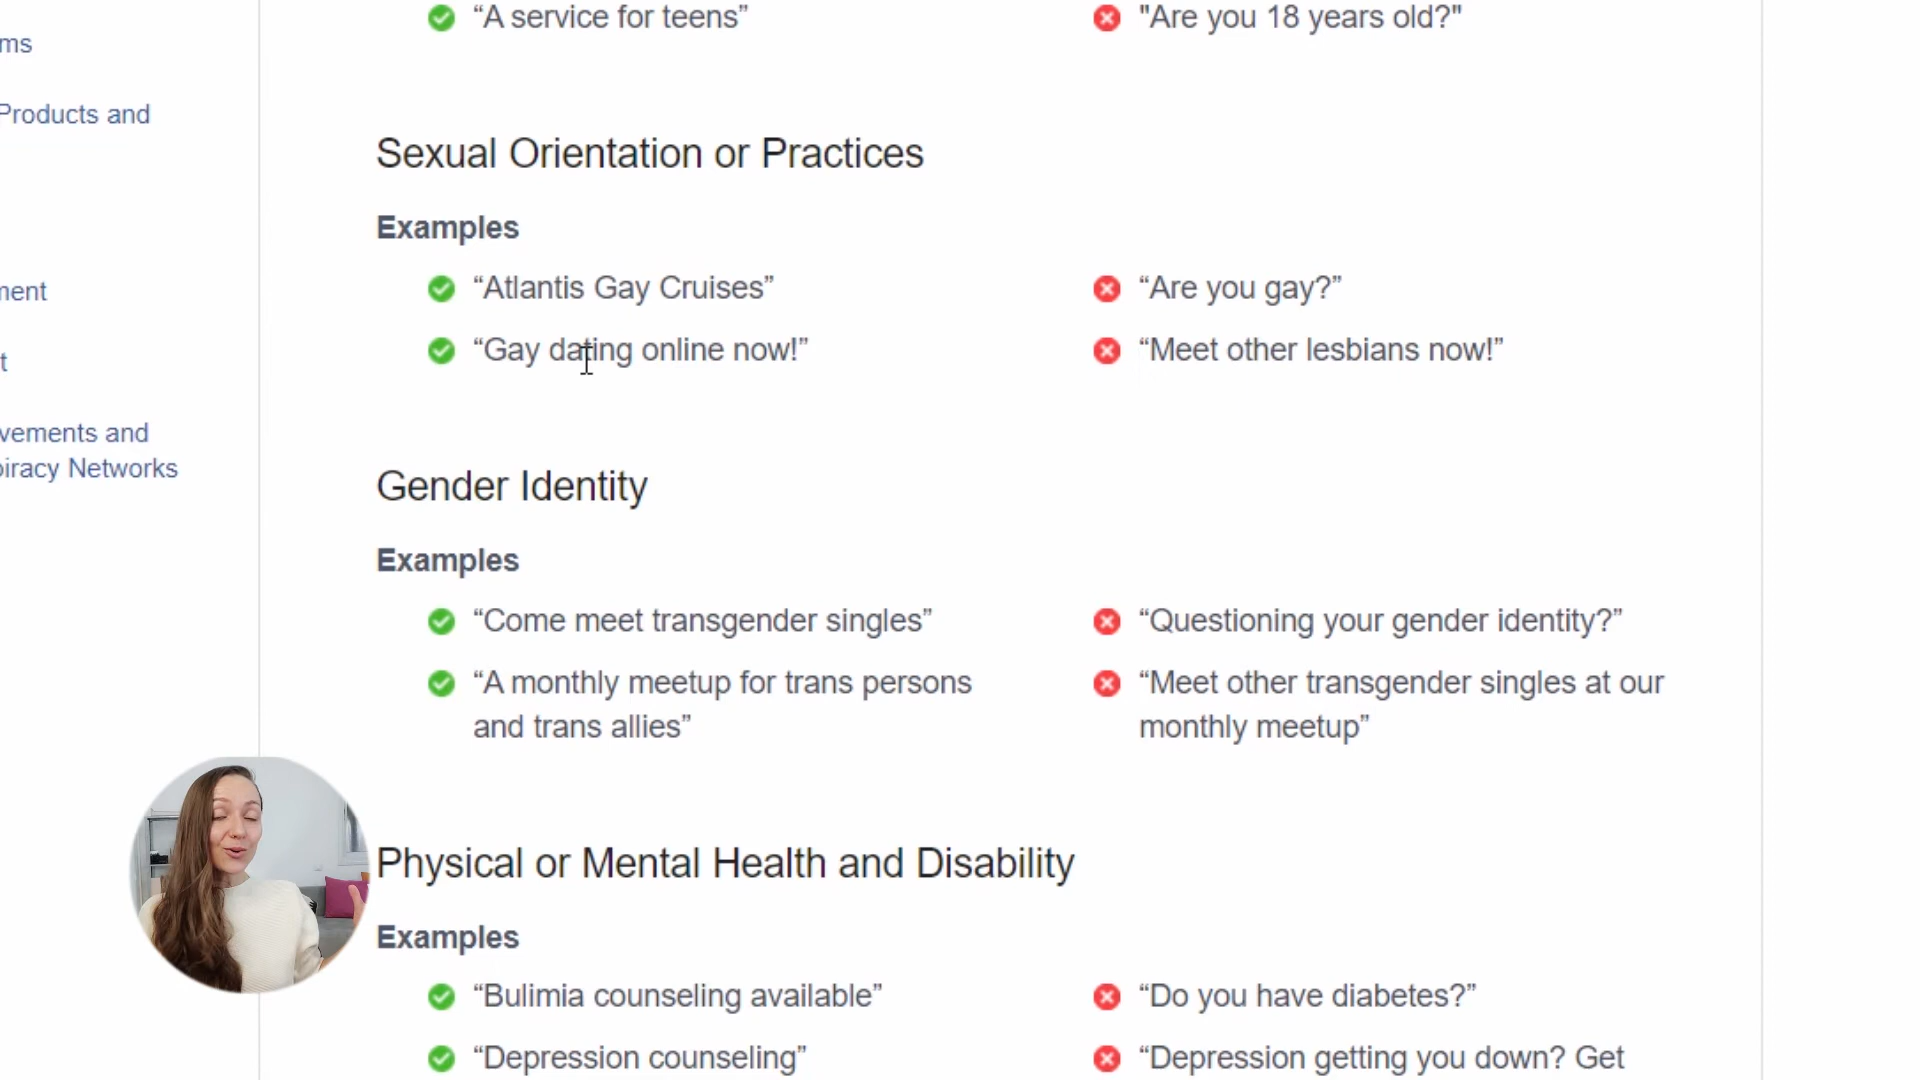 ms
Products and
ment
t
vements and
piracy Networks
“A service for teens”
"Are you 18 years old?"
Sexual Orientation or Practices
Examples
“Atlantis Gay Cruises”
“Are you gay?”
“Gay dating online now!”
“Meet other lesbians now!”
Gender Identity
Examples
“Come meet transgender singles”
“Questioning your gender identity?”
“A monthly meetup for trans persons
and trans allies”
“Meet other transgender singles at our
monthly meetup”
Physical or Mental Health and Disability
Examples
“Bulimia counseling available”
“Do you have diabetes?”
“Depression counseling”
“Depression getting you down? Get